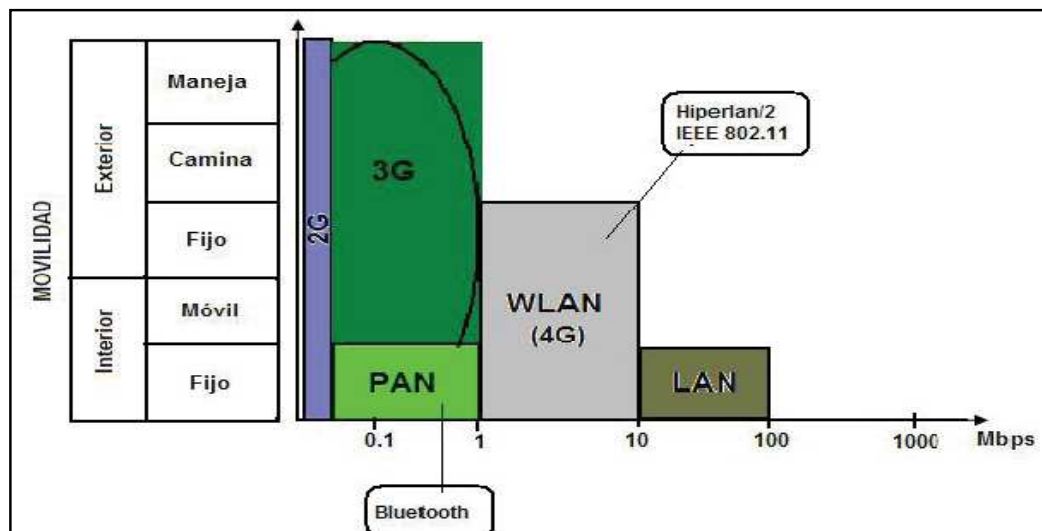 MOVILIDAD
Exterior
Maneja
Camina
Fijo
Interior
Móvil
Fijo
2G
3G
PAN
WLAN
(4G)
LAN
Hiperlan/2
IEEE 802.11
0.1
1
10
100
1000
Mbps
Bluetooth